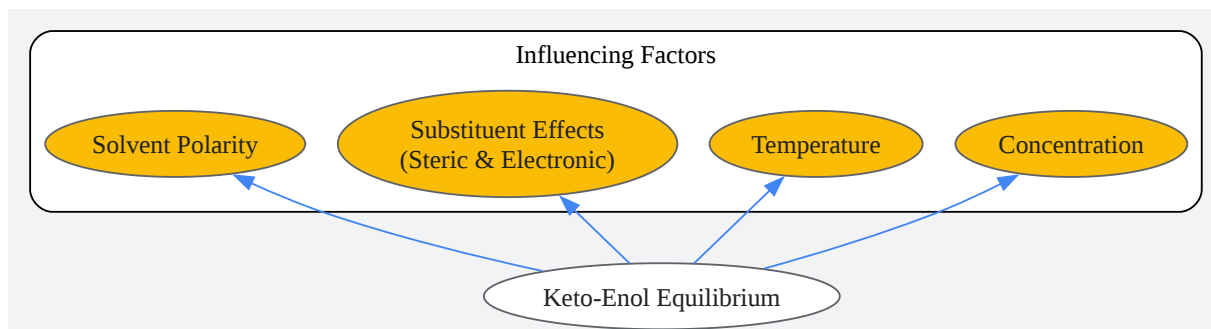 Influencing Factors
Solvent Polarity
Substituent Effects
(Steric & Electronic)
Temperature
Concentration
Keto-Enol Equilibrium